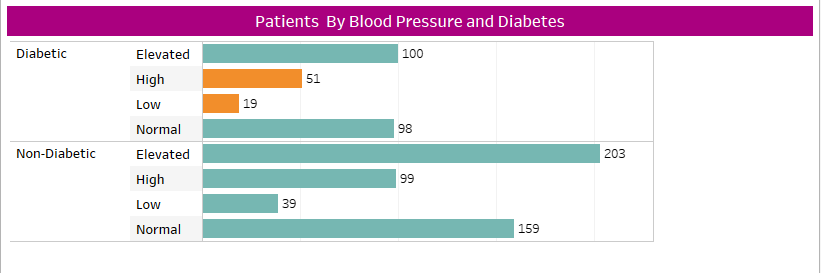 Patients  By Blood Pressure and Diabetes
Diabetic
Elevated 100
High 51
Low 19
Normal 98
Non-Diabetic
Elevated 203
High 99
Low 39
Normal 159